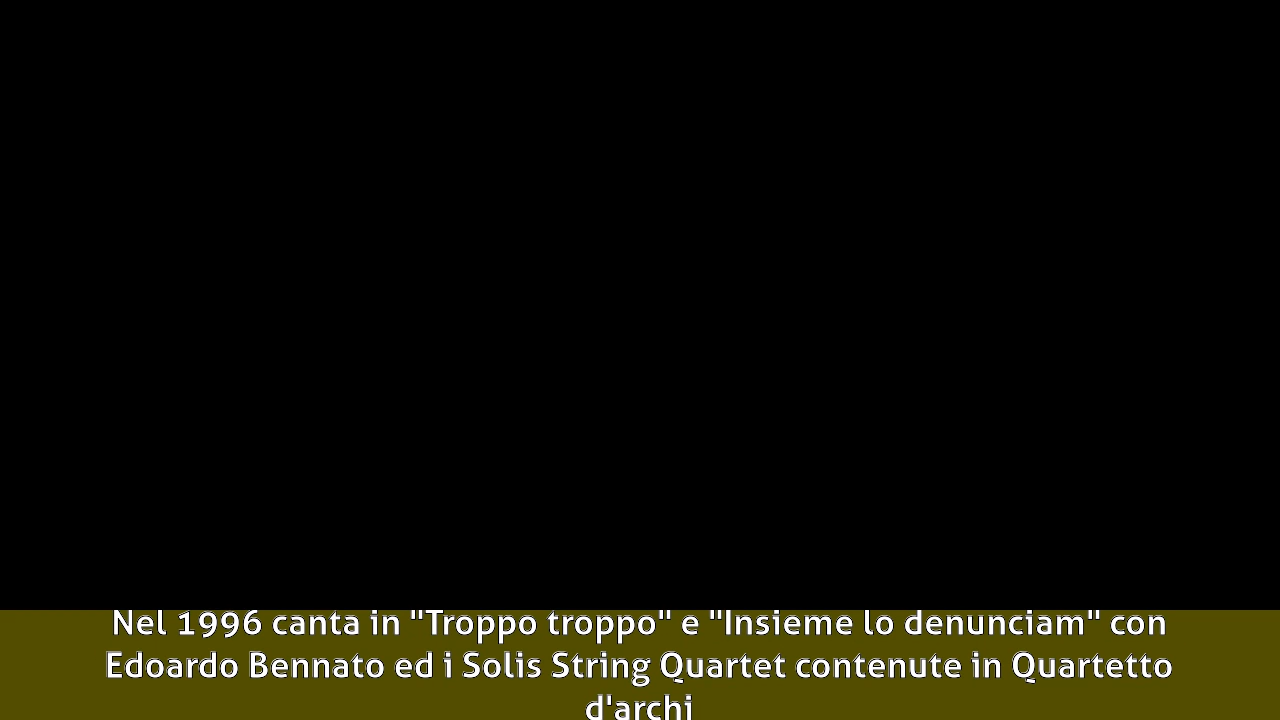 Nel 1996 canta in "Troppo troppo" e "Insieme lo denunciam" con
Edoardo Bennato ed i Solis String Quartet contenute in Quartetto
d'archi